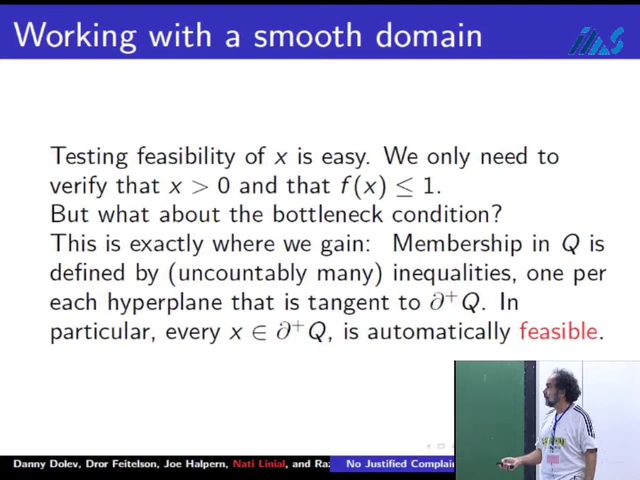 Working with a smooth domain
Testing feasibility of x is easy. We only need to
verify that x > 0 and that f(x) ≤ 1.
But what about the bottleneck condition?
This is exactly where we gain: Membership in Q is
defined by (uncountably many) inequalities, one per
each hyperplane that is tangent to ∂⁺Q. In
particular, every x ∈ ∂⁺Q, is automatically feasible.
Danny Dolev, Dror Feitelson, Joe Halpern, Nati Linial, and Raz
No Justified Complain